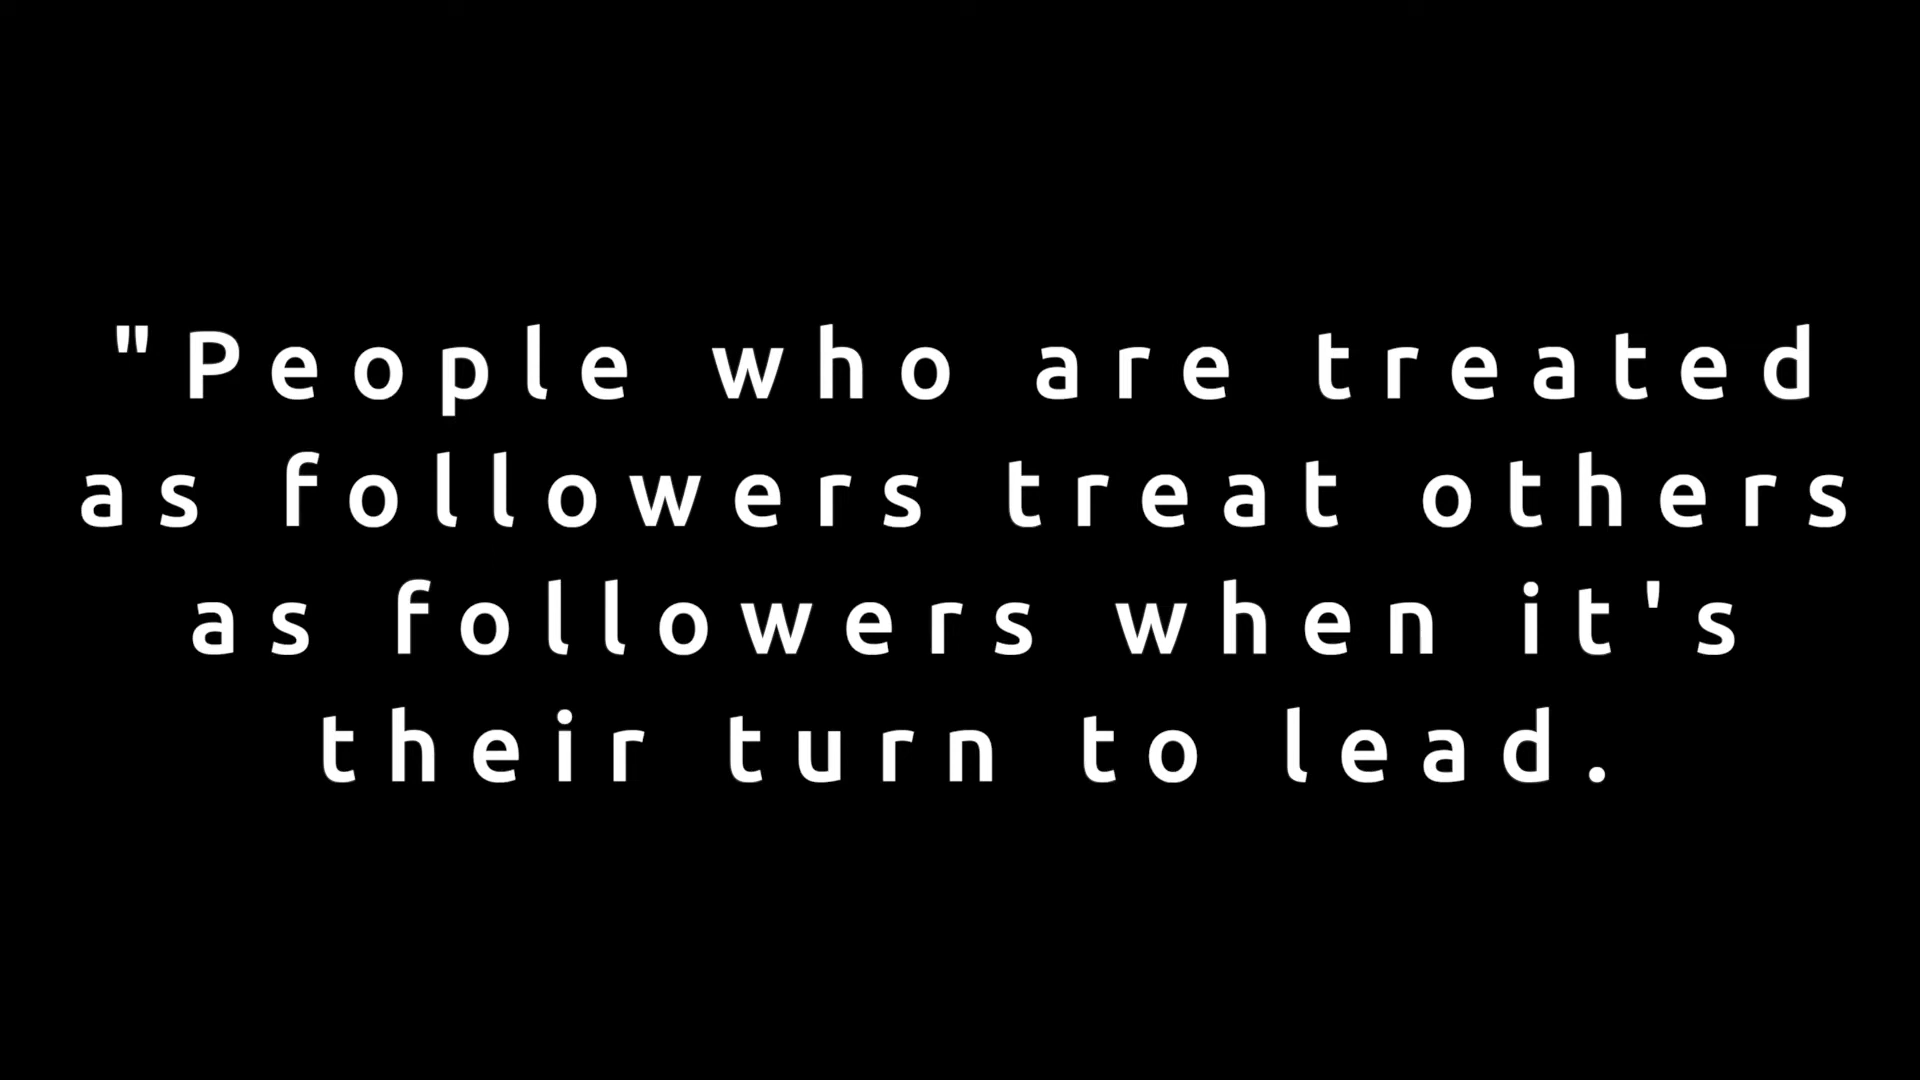 "People who are treated
as followers treat others
as followers when it's
their turn to lead.